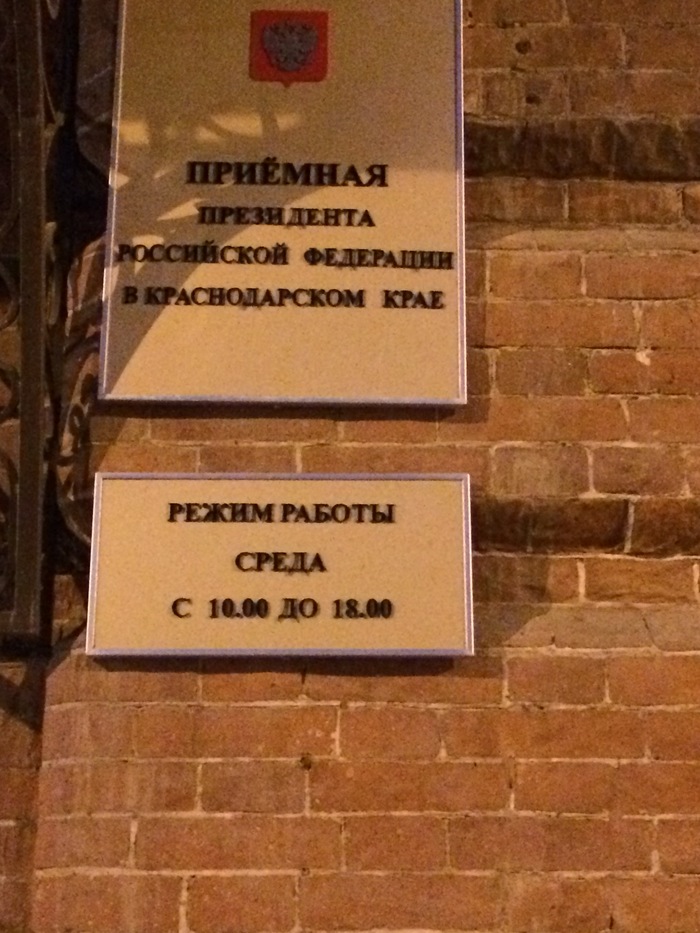 ПРИЁМНАЯ
ПРЕЗИДЕНТА
РОССИЙСКОЙ ФЕДЕРАЦИИ
В КРАСНОДАРСКОМ КРАЕ
РЕЖИМ РАБОТЫ
СРЕДА
С 10.00 ДО 18.00